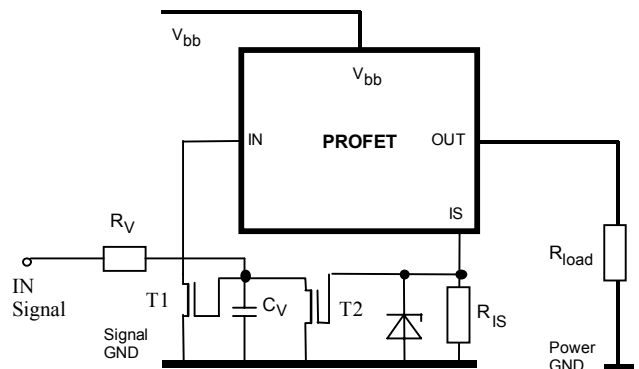 Vbb
Vbb
IN
PROFET
OUT
IS
RV
Rload
IN
Signal
T1
CV
T2
RIS
Signal
GND
Power
GND